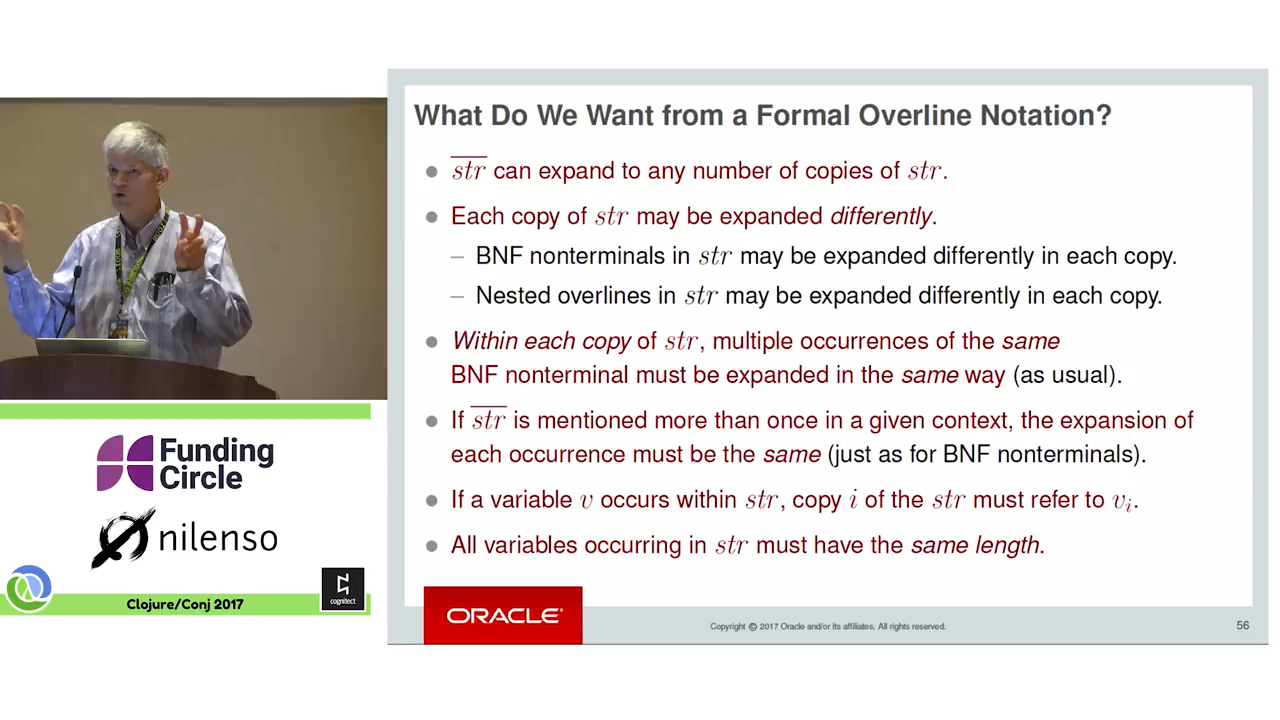 What Do We Want from a Formal Overline Notation?
● s̅t̅r̅ can expand to any number of copies of str.
● Each copy of str may be expanded differently.
– BNF nonterminals in str may be expanded differently in each copy.
– Nested overlines in str may be expanded differently in each copy.
● Within each copy of str, multiple occurrences of the same
BNF nonterminal must be expanded in the same way (as usual).
● If s̅t̅r̅ is mentioned more than once in a given context, the expansion of
each occurrence must be the same (just as for BNF nonterminals).
● If a variable v occurs within str, copy i of the str must refer to vᵢ.
● All variables occurring in str must have the same length.
ORACLE®
Copyright © 2017 Oracle and/or its affiliates. All rights reserved.
56
Funding
Circle
nilenso
Clojure/Conj 2017
cognitect